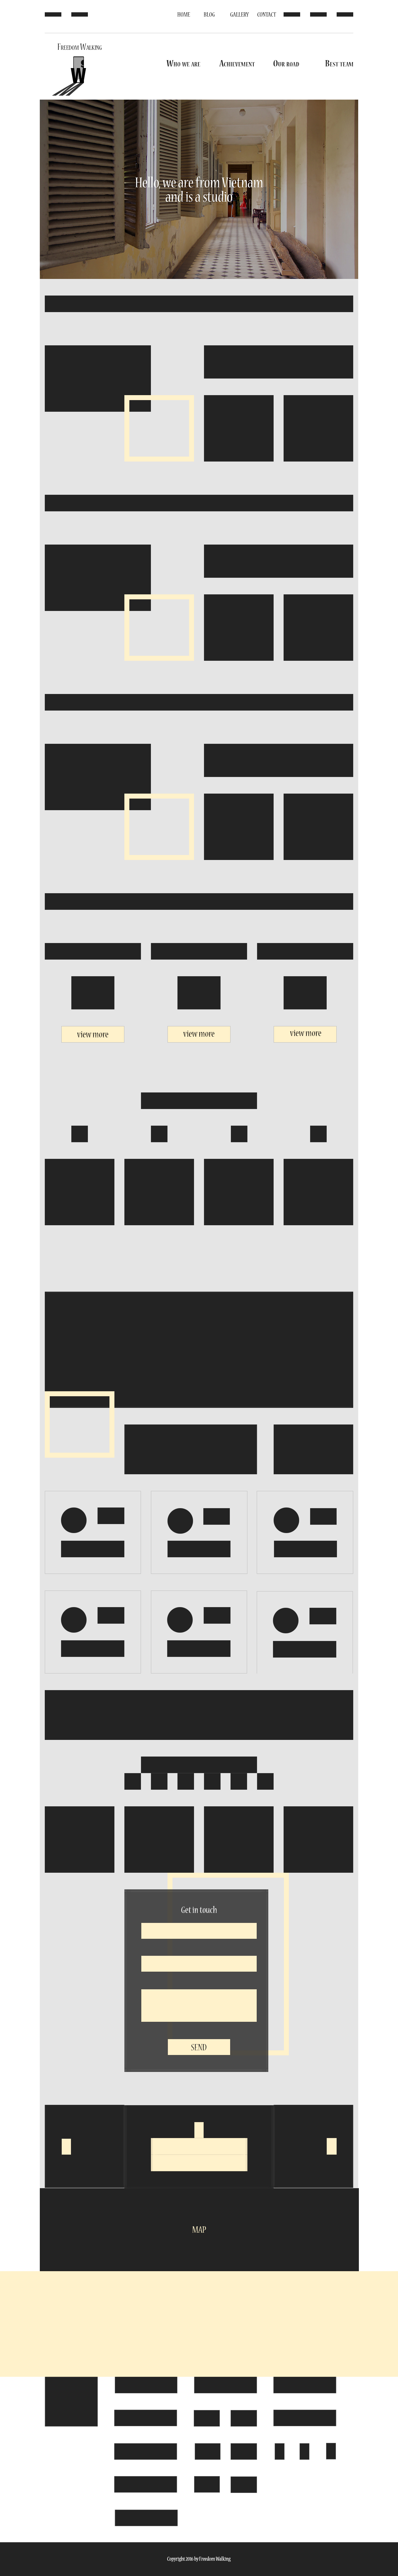 HOME BLOG GALLERY CONTACT
FREEDOM WALKING
W
WHO WE ARE ACHIEVEMENT OUR ROAD BEST TEAM
Hello, we are from Vietnam
and is a studio
view more view more view more
Get in touch
SEND
MAP
Copyright 2016 by Freedom Walking